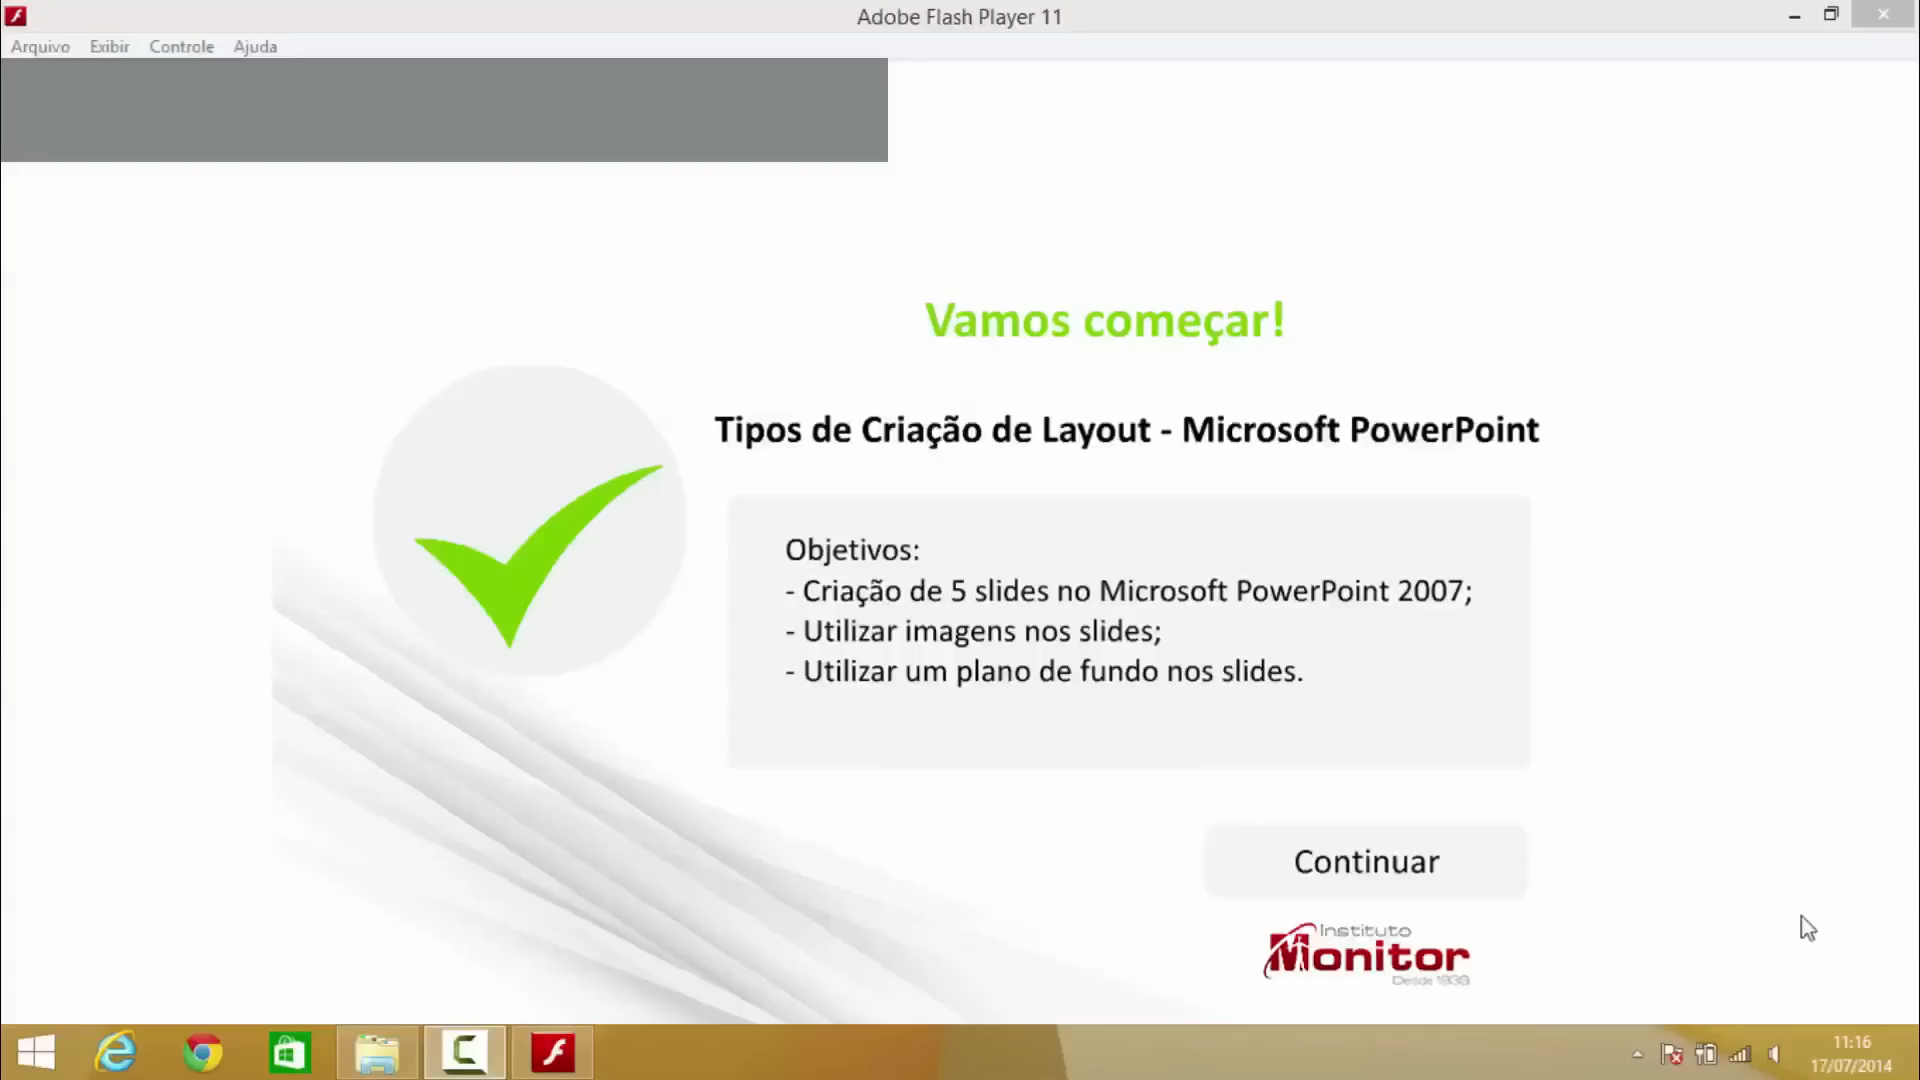 Adobe Flash Player 11
Arquivo Exibir Controle Ajuda
Vamos começar!
Tipos de Criação de Layout - Microsoft PowerPoint
Objetivos:
- Criação de 5 slides no Microsoft PowerPoint 2007;
- Utilizar imagens nos slides;
- Utilizar um plano de fundo nos slides.
Continuar
Instituto
Monitor
Desde 1939
11:16
17/07/2014